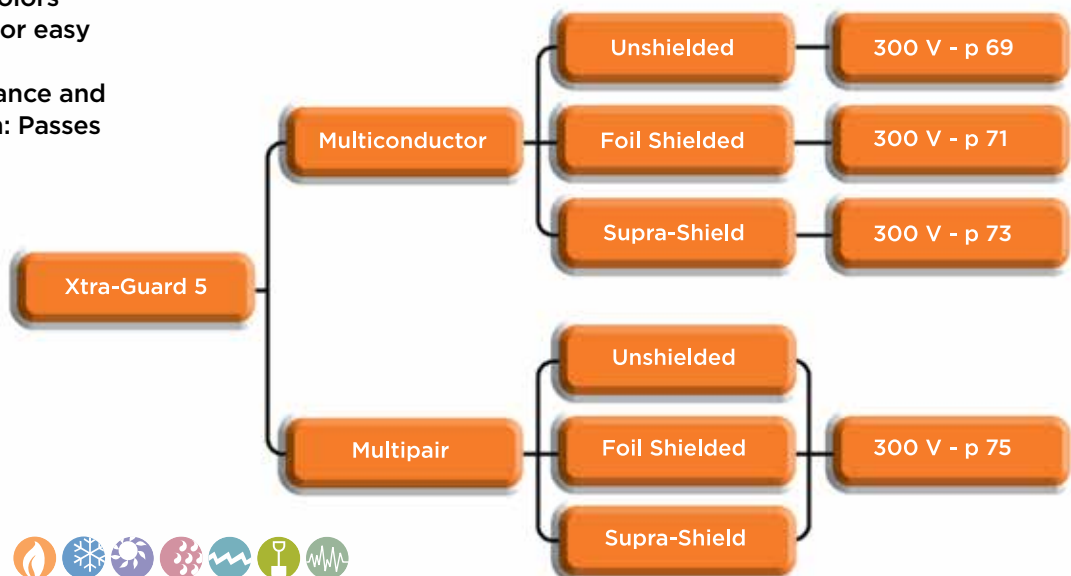 or easy
ance and
: Passes
Xtra-Guard 5
Multiconductor
Unshielded
300 V - p 69
Foil Shielded
300 V - p 71
Supra-Shield
300 V - p 73
Multipair
Unshielded
Foil Shielded
Supra-Shield
300 V - p 75